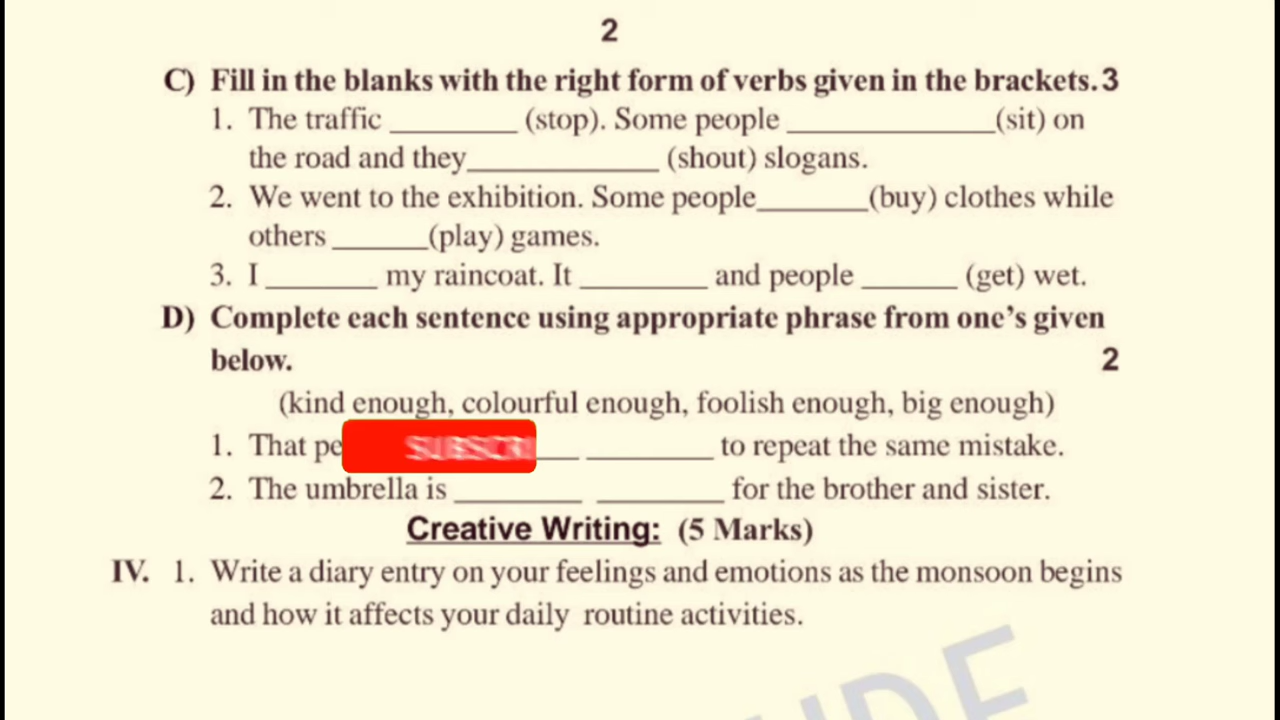 2
C) Fill in the blanks with the right form of verbs given in the brackets. 3
1. The traffic ________ (stop). Some people _____________(sit) on
the road and they____________ (shout) slogans.
2. We went to the exhibition. Some people_______(buy) clothes while
others ______(play) games.
3. I _______ my raincoat. It ________ and people ______ (get) wet.
D) Complete each sentence using appropriate phrase from one's given
below. 2
(kind enough, colourful enough, foolish enough, big enough)
1. That ___ ________ to repeat the same mistake.
2. The umbrella is ________ ________ for the brother and sister.
Creative Writing: (5 Marks)
IV. 1. Write a diary entry on your feelings and emotions as the monsoon begins
and how it affects your daily routine activities.